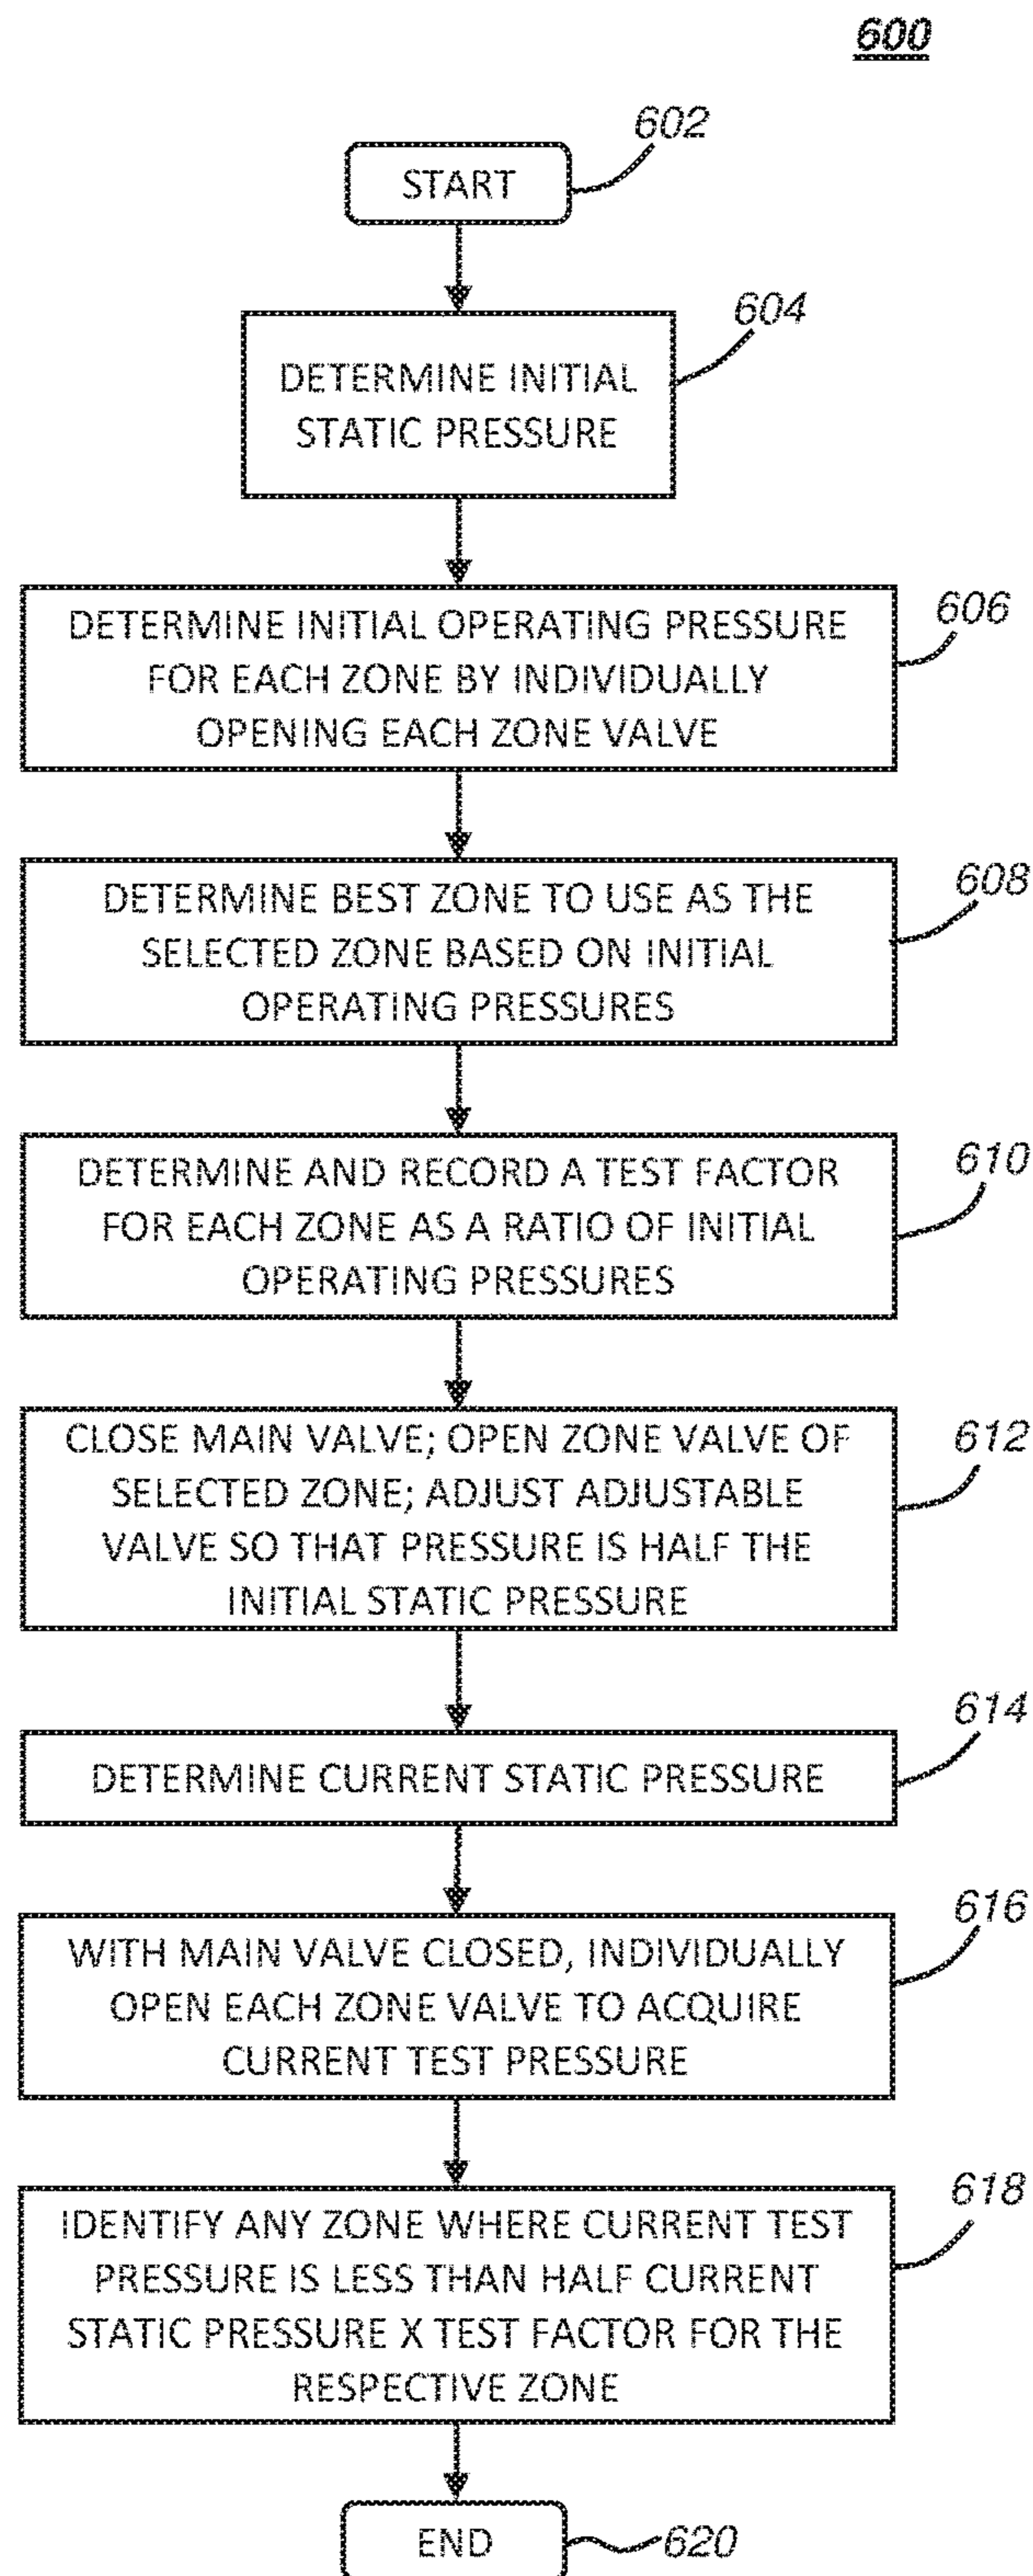 600
602
START
604
DETERMINE INITIAL
STATIC PRESSURE
606
DETERMINE INITIAL OPERATING PRESSURE
FOR EACH ZONE BY INDIVIDUALLY
OPENING EACH ZONE VALVE
608
DETERMINE BEST ZONE TO USE AS THE
SELECTED ZONE BASED ON INITIAL
OPERATING PRESSURES
610
DETERMINE AND RECORD A TEST FACTOR
FOR EACH ZONE AS A RATIO OF INITIAL
OPERATING PRESSURES
612
CLOSE MAIN VALVE; OPEN ZONE VALVE OF
SELECTED ZONE; ADJUST ADJUSTABLE
VALVE SO THAT PRESSURE IS HALF THE
INITIAL STATIC PRESSURE
614
DETERMINE CURRENT STATIC PRESSURE
616
WITH MAIN VALVE CLOSED, INDIVIDUALLY
OPEN EACH ZONE VALVE TO ACQUIRE
CURRENT TEST PRESSURE
618
IDENTIFY ANY ZONE WHERE CURRENT TEST
PRESSURE IS LESS THAN HALF CURRENT
STATIC PRESSURE X TEST FACTOR FOR THE
RESPECTIVE ZONE
END
620